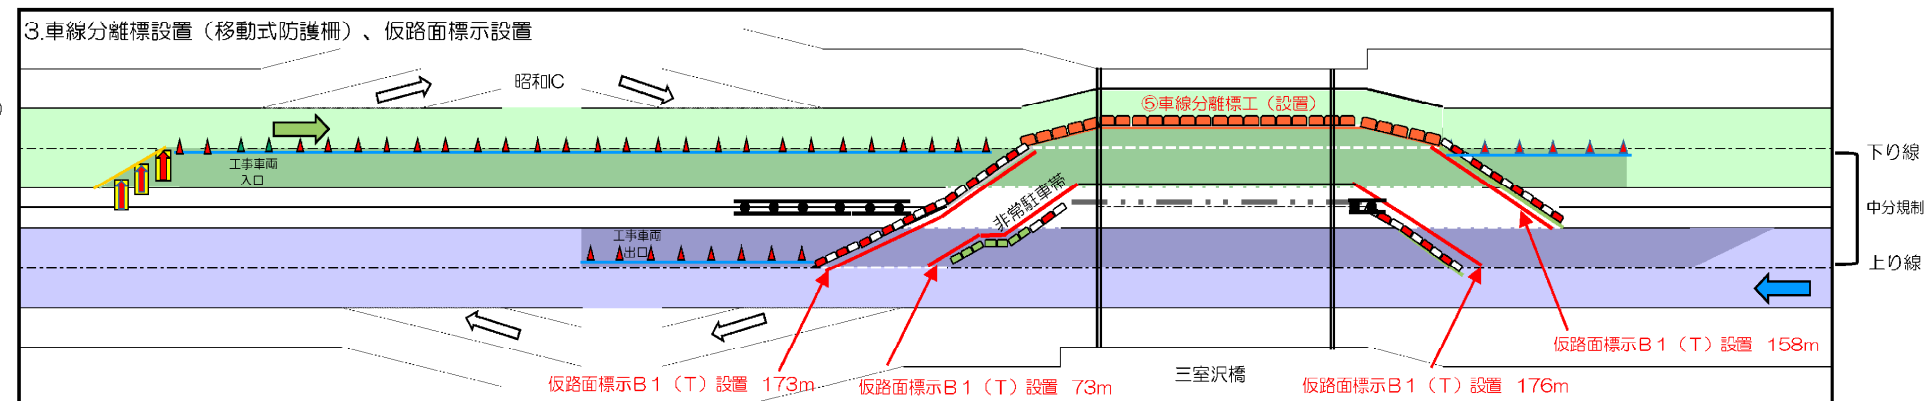 3.車線分離標設置（移動式防護柵）、仮路面標示設置
昭和IC
⑤車線分離標工（設置）
工事車両
入口
下り線
非常駐車帯
中分規制
工事車両
出口
上り線
仮路面標示Ｂ１（Ｔ）設置 158m
三室沢橋
仮路面標示Ｂ１（Ｔ）設置 173m
仮路面標示Ｂ１（Ｔ）設置 73m
仮路面標示Ｂ１（Ｔ）設置 176m